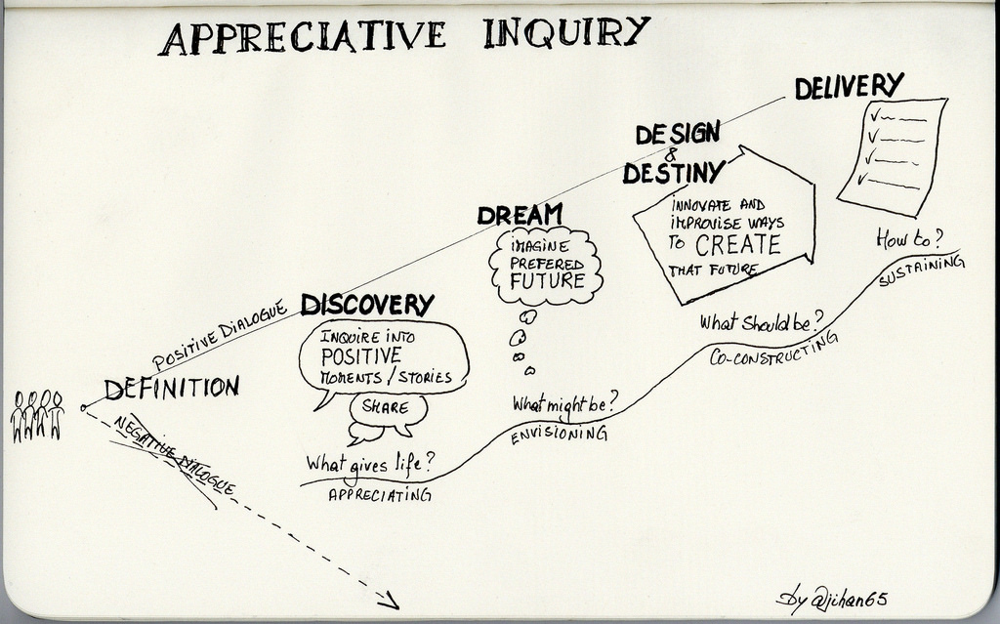 APPRECIATIVE INQUIRY
DELIVERY
DESIGN
&
DESTINY
INNOVATE AND
IMPROVISE WAYS
TO CREATE
THAT FUTURE
How to?
SUSTAINING
DREAM
IMAGINE
PREFERED
FUTURE
What Should be?
CO-CONSTRUCTING
DISCOVERY
INQUIRE INTO
POSITIVE
MOMENTS / STORIES
SHARE
What might be?
ENVISIONING
What gives life?
APPRECIATING
POSITIVE DIALOGUE
DEFINITION
NEGATIVE DIALOGUE
by @jihan65